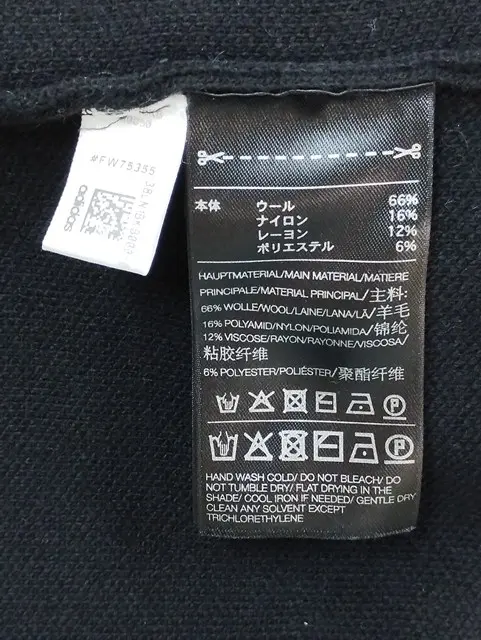 #FW75355
adidas
本体 ウール 66%
ナイロン 16%
レーヨン 12%
ポリエステル 6%
HAUPTMATERIAL/MAIN MATERIAL/MATIERE
PRINCIPALE/MATERIAL PRINCIPAL/主料:
66% WOLLE/WOOL/LAINE/LANA/LÃ/羊毛
16% POLYAMID/NYLON/POLIAMIDA/锦纶
12% VISCOSE/RAYON/RAYONNE/VISCOSA/
粘胶纤维
6% POLYESTER/POLIÉSTER/聚酯纤维
HAND WASH COLD/ DO NOT BLEACH/ DO
NOT TUMBLE DRY/ FLAT DRYING IN THE
SHADE/ COOL IRON IF NEEDED/ GENTLE DRY
CLEAN ANY SOLVENT EXCEPT
TRICHLORETHYLENE